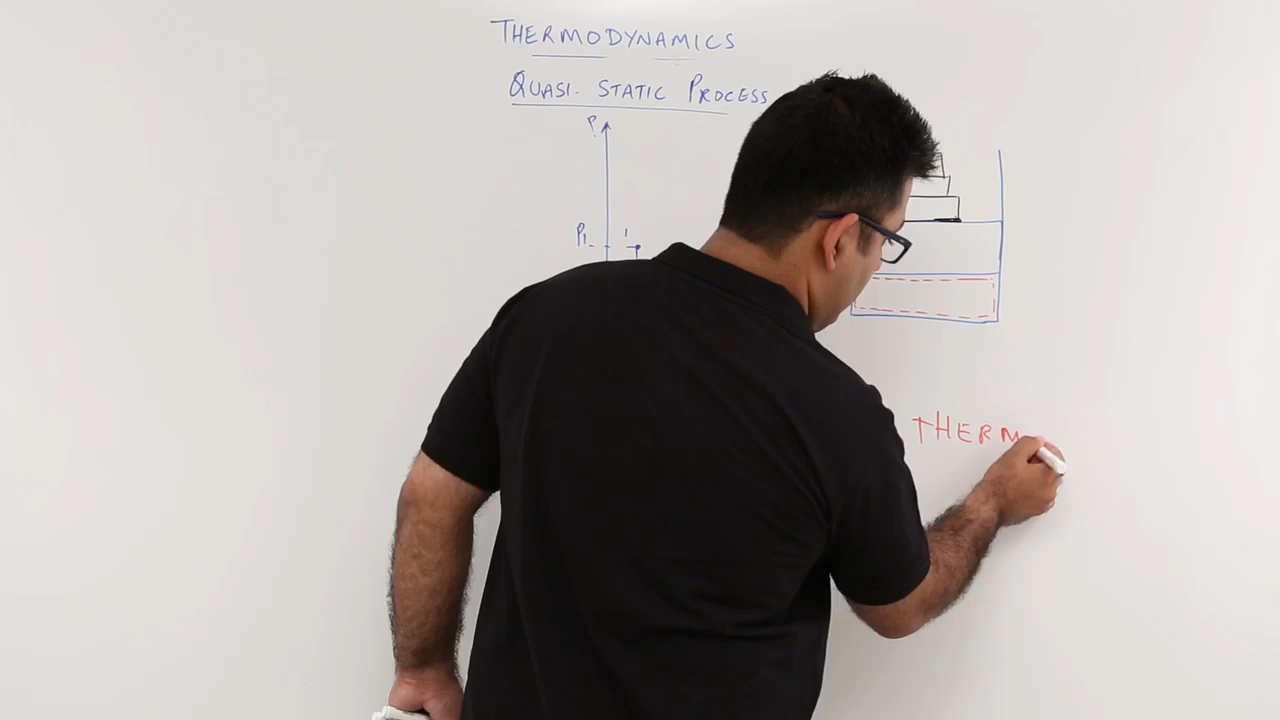 THERMODYNAMICS
QUASI-STATIC PROCESS
P
P1
1
THERM